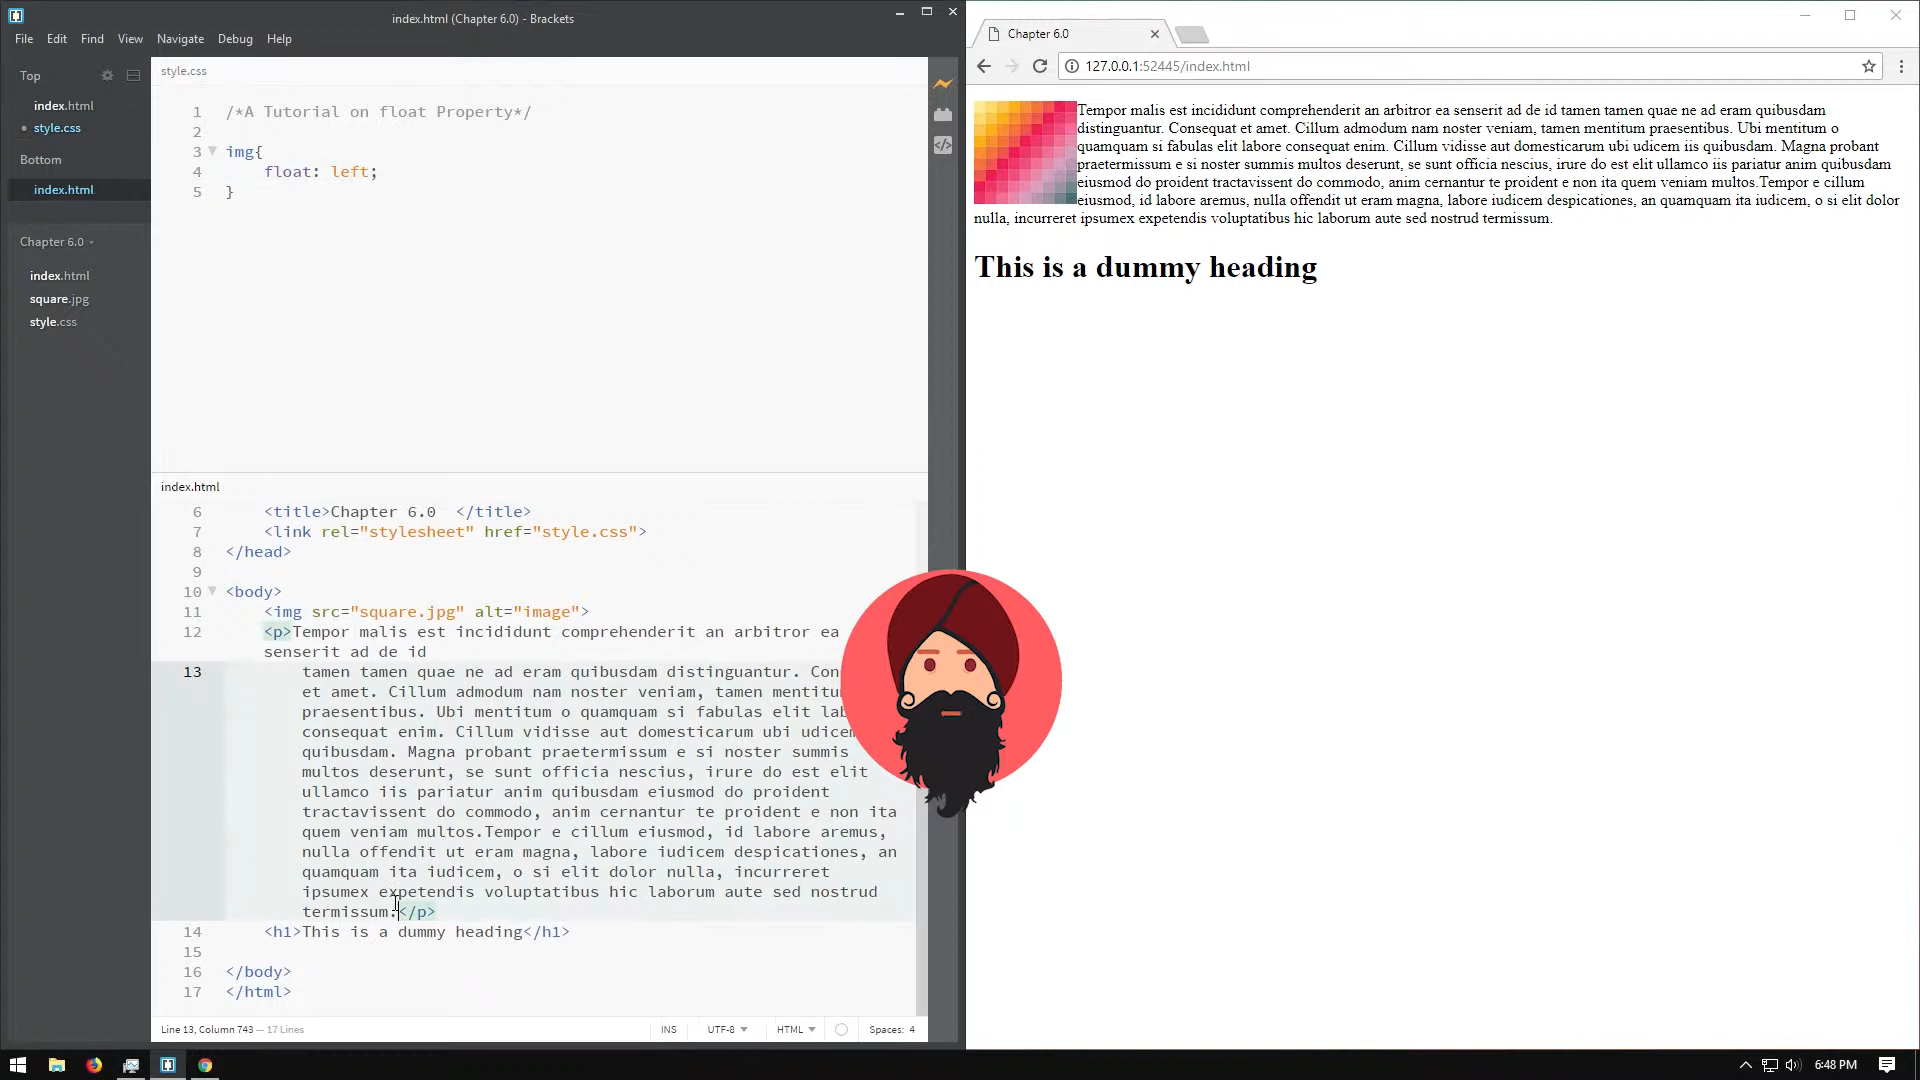 index.html (Chapter 6.0) - Brackets
File Edit Find View Navigate Debug Help
Top
index.html
style.css
Bottom
index.html
Chapter 6.0
index.html
square.jpg
style.css
style.css
1 /*A Tutorial on float Property*/
2
3 img{
4 float: left;
5 }
index.html
6 <title>Chapter 6.0 </title>
7 <link rel="stylesheet" href="style.css">
8 </head>
9
10 <body>
11 <img src="square.jpg" alt="image">
12 <p>Tempor malis est incididunt comprehenderit an arbitror ea
senserit ad de id
13 tamen tamen quae ne ad eram quibusdam distinguantur. Con
et amet. Cillum admodum nam noster veniam, tamen mentitu
praesentibus. Ubi mentitum o quamquam si fabulas elit lab
consequat enim. Cillum vidisse aut domesticarum ubi udicem
quibusdam. Magna probant praetermissum e si noster summis
multos deserunt, se sunt officia nescius, irure do est elit
ullamco iis pariatur anim quibusdam eiusmod do proident
tractavissent do commodo, anim cernantur te proident e non ita
quem veniam multos.Tempor e cillum eiusmod, id labore aremus,
nulla offendit ut eram magna, labore iudicem despicationes, an
quamquam ita iudicem, o si elit dolor nulla, incurreret
ipsumex expetendis voluptatibus hic laborum aute sed nostrud
termissum.</p>
14 <h1>This is a dummy heading</h1>
15
16 </body>
17 </html>
Line 13, Column 743 — 17 Lines
INS UTF-8 HTML Spaces: 4
Chapter 6.0
127.0.0.1:52445/index.html
Tempor malis est incididunt comprehenderit an arbitror ea senserit ad de id tamen tamen quae ne ad eram quibusdam
distinguantur. Consequat et amet. Cillum admodum nam noster veniam, tamen mentitum praesentibus. Ubi mentitum o
quamquam si fabulas elit labore consequat enim. Cillum vidisse aut domesticarum ubi udicem iis quibusdam. Magna probant
praetermissum e si noster summis multos deserunt, se sunt officia nescius, irure do est elit ullamco iis pariatur anim quibusdam
eiusmod do proident tractavissent do commodo, anim cernantur te proident e non ita quem veniam multos.Tempor e cillum
eiusmod, id labore aremus, nulla offendit ut eram magna, labore iudicem despicationes, an quamquam ita iudicem, o si elit dolor
nulla, incurreret ipsumex expetendis voluptatibus hic laborum aute sed nostrud termissum.
This is a dummy heading
6:48 PM